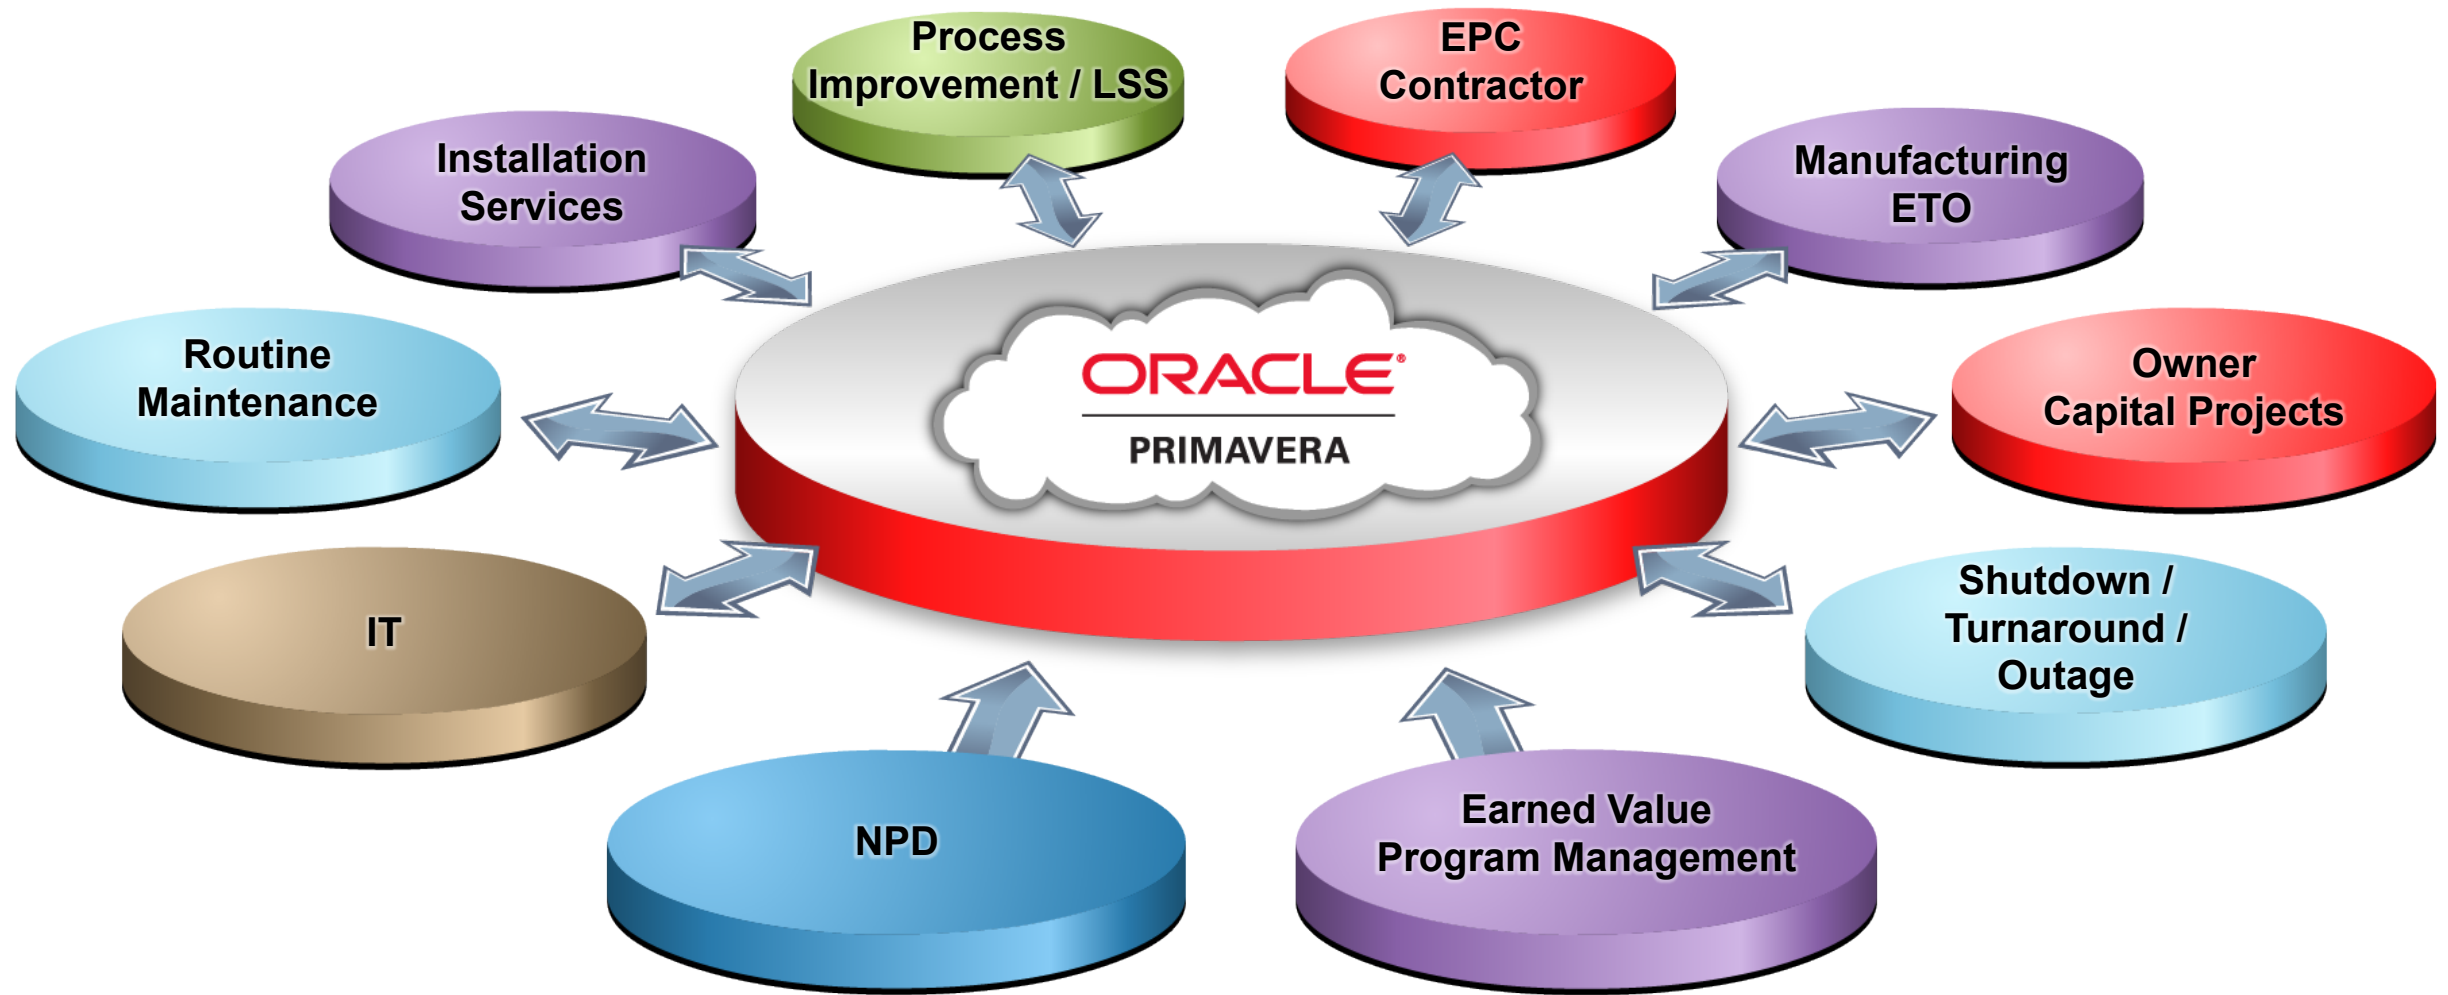 Process
Improvement / LSS
EPC
Contractor
Installation
Services
Manufacturing
ETO
Routine
Maintenance
ORACLE®
PRIMAVERA
Owner
Capital Projects
IT
Shutdown /
Turnaround /
Outage
NPD
Earned Value
Program Management